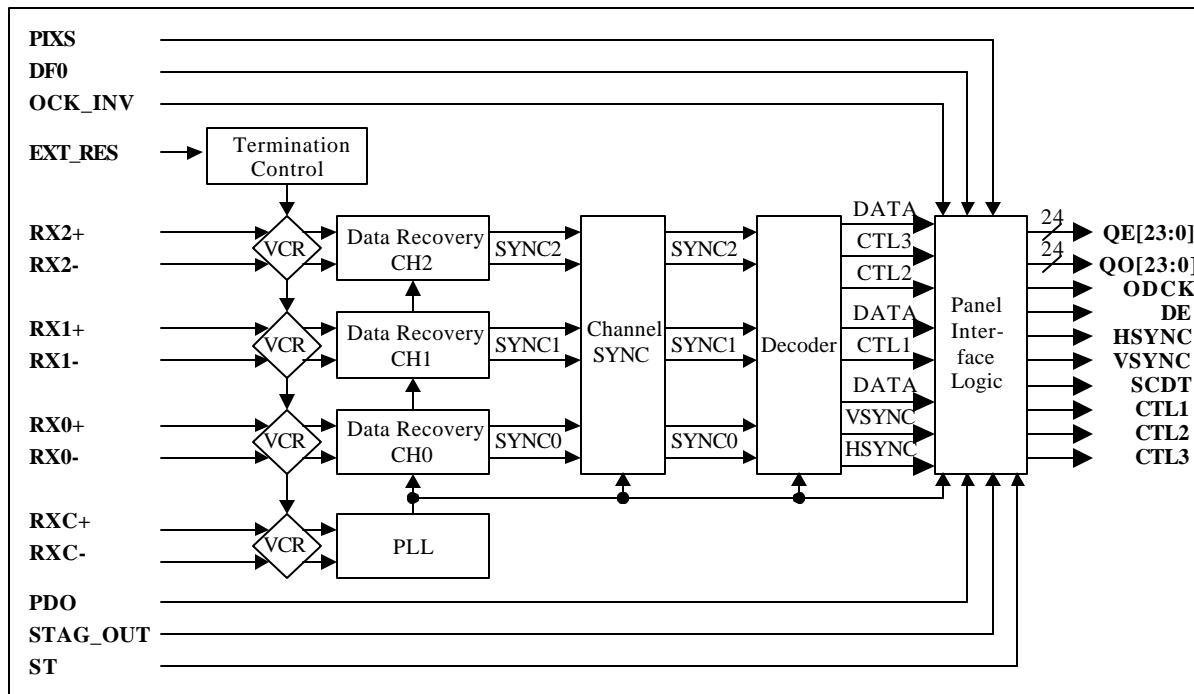 PIXS
DF0
OCK_INV
EXT_RES
Termination
Control
RX2+
RX2-
VCR
Data Recovery
CH2
SYNC2
SYNC2
DATA
CTL3
CTL2
24
QE[23:0]
24
QO[23:0]
ODCK
DE
HSYNC
VSYNC
SCDT
CTL1
CTL2
CTL3
RX1+
RX1-
VCR
Data Recovery
CH1
SYNC1
Channel
SYNC
SYNC1
Decoder
DATA
CTL1
Panel
Inter-
face
Logic
RX0+
RX0-
VCR
Data Recovery
CH0
SYNC0
SYNC0
DATA
VSYNC
HSYNC
RXC+
RXC-
VCR
PLL
PDO
STAG_OUT
ST